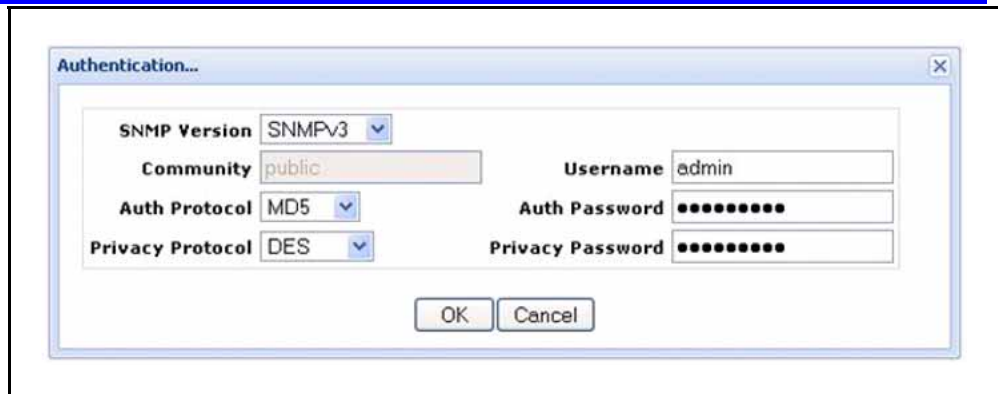 Authentication...
SNMP Version SNMPv3
Community public Username admin
Auth Protocol MD5 Auth Password •••••••••
Privacy Protocol DES Privacy Password •••••••••
OK Cancel